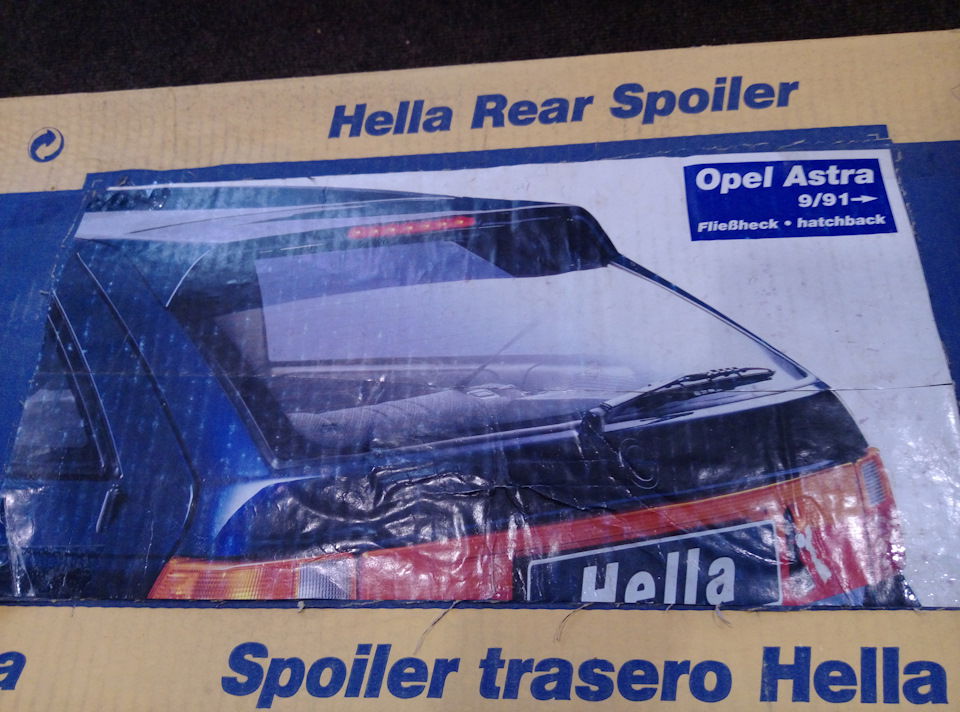 Hella Rear Spoiler
Opel Astra
9/91→
Fließheck • hatchback
Hella
a
Spoiler trasero Hella